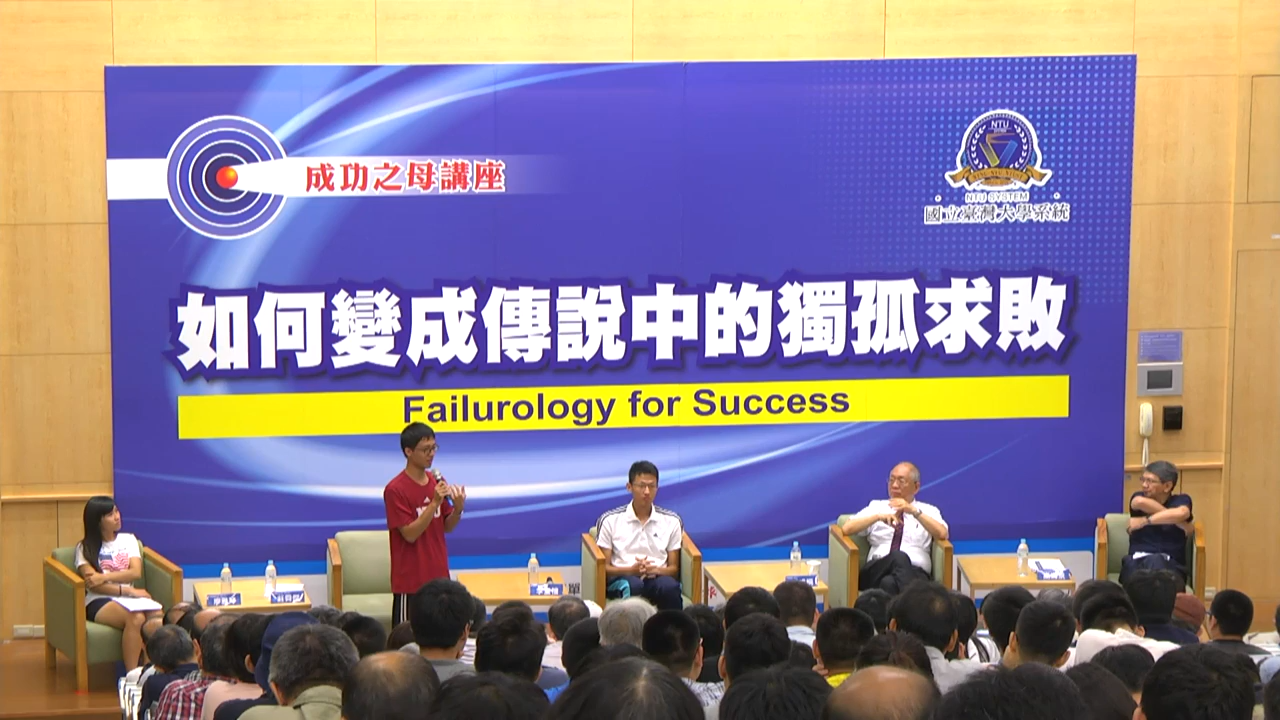 成功之母講座
NTU
NTU SYSTEM
國立臺灣大學系統
如何變成傳說中的獨孤求敗
Failurology for Success